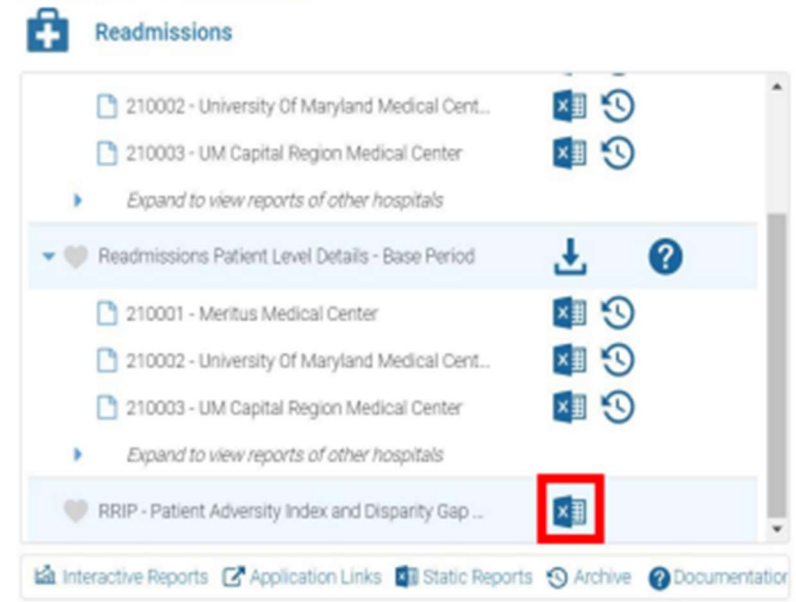 Readmissions
210002 - University Of Maryland Medical Cent...
210003 - UM Capital Region Medical Center
Expand to view reports of other hospitals
Readmissions Patient Level Details - Base Period
210001 - Meritus Medical Center
210002 - University Of Maryland Medical Cent...
210003 - UM Capital Region Medical Center
Expand to view reports of other hospitals
RRIP - Patient Adversity Index and Disparity Gap ...
Interactive Reports Application Links Static Reports Archive Documentation